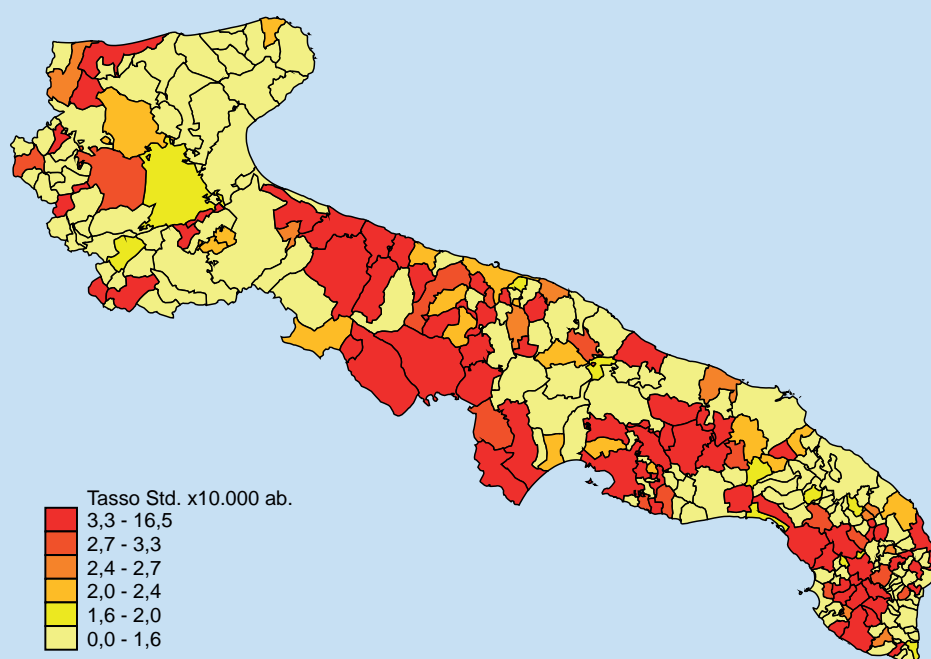 Tasso Std. x10.000 ab.
3,3 - 16,5
2,7 - 3,3
2,4 - 2,7
2,0 - 2,4
1,6 - 2,0
0,0 - 1,6